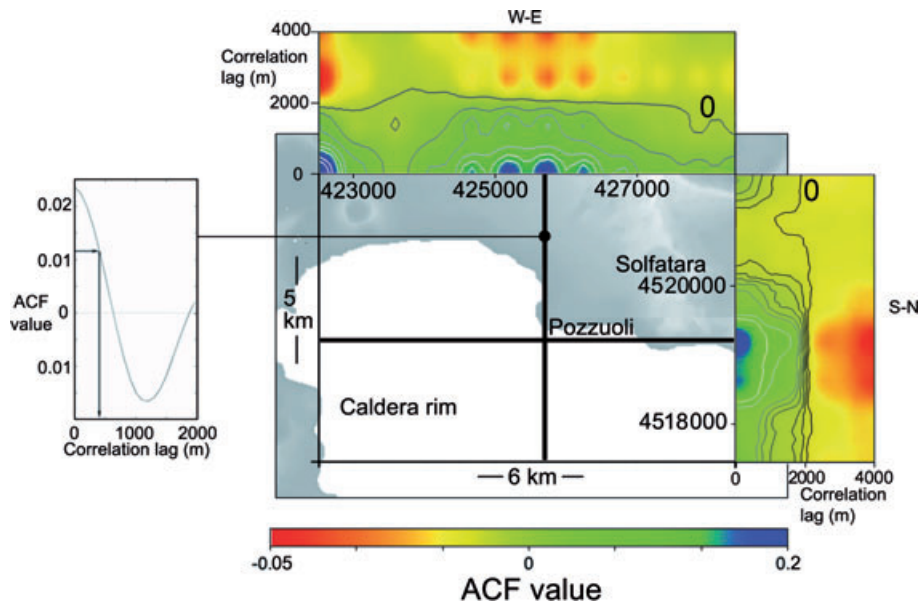 W-E
4000
Correlation
lag (m)
2000
0
0
423000
425000
427000
0
0.02
0.01
ACF
value
0
0.01
0
1000
2000
Correlation lag (m)
5
km
Solfatara
4520000
Pozzuoli
S-N
Caldera rim
4518000
6 km
0
2000
4000
Correlation
lag (m)
-0.05
0
0.2
ACF value